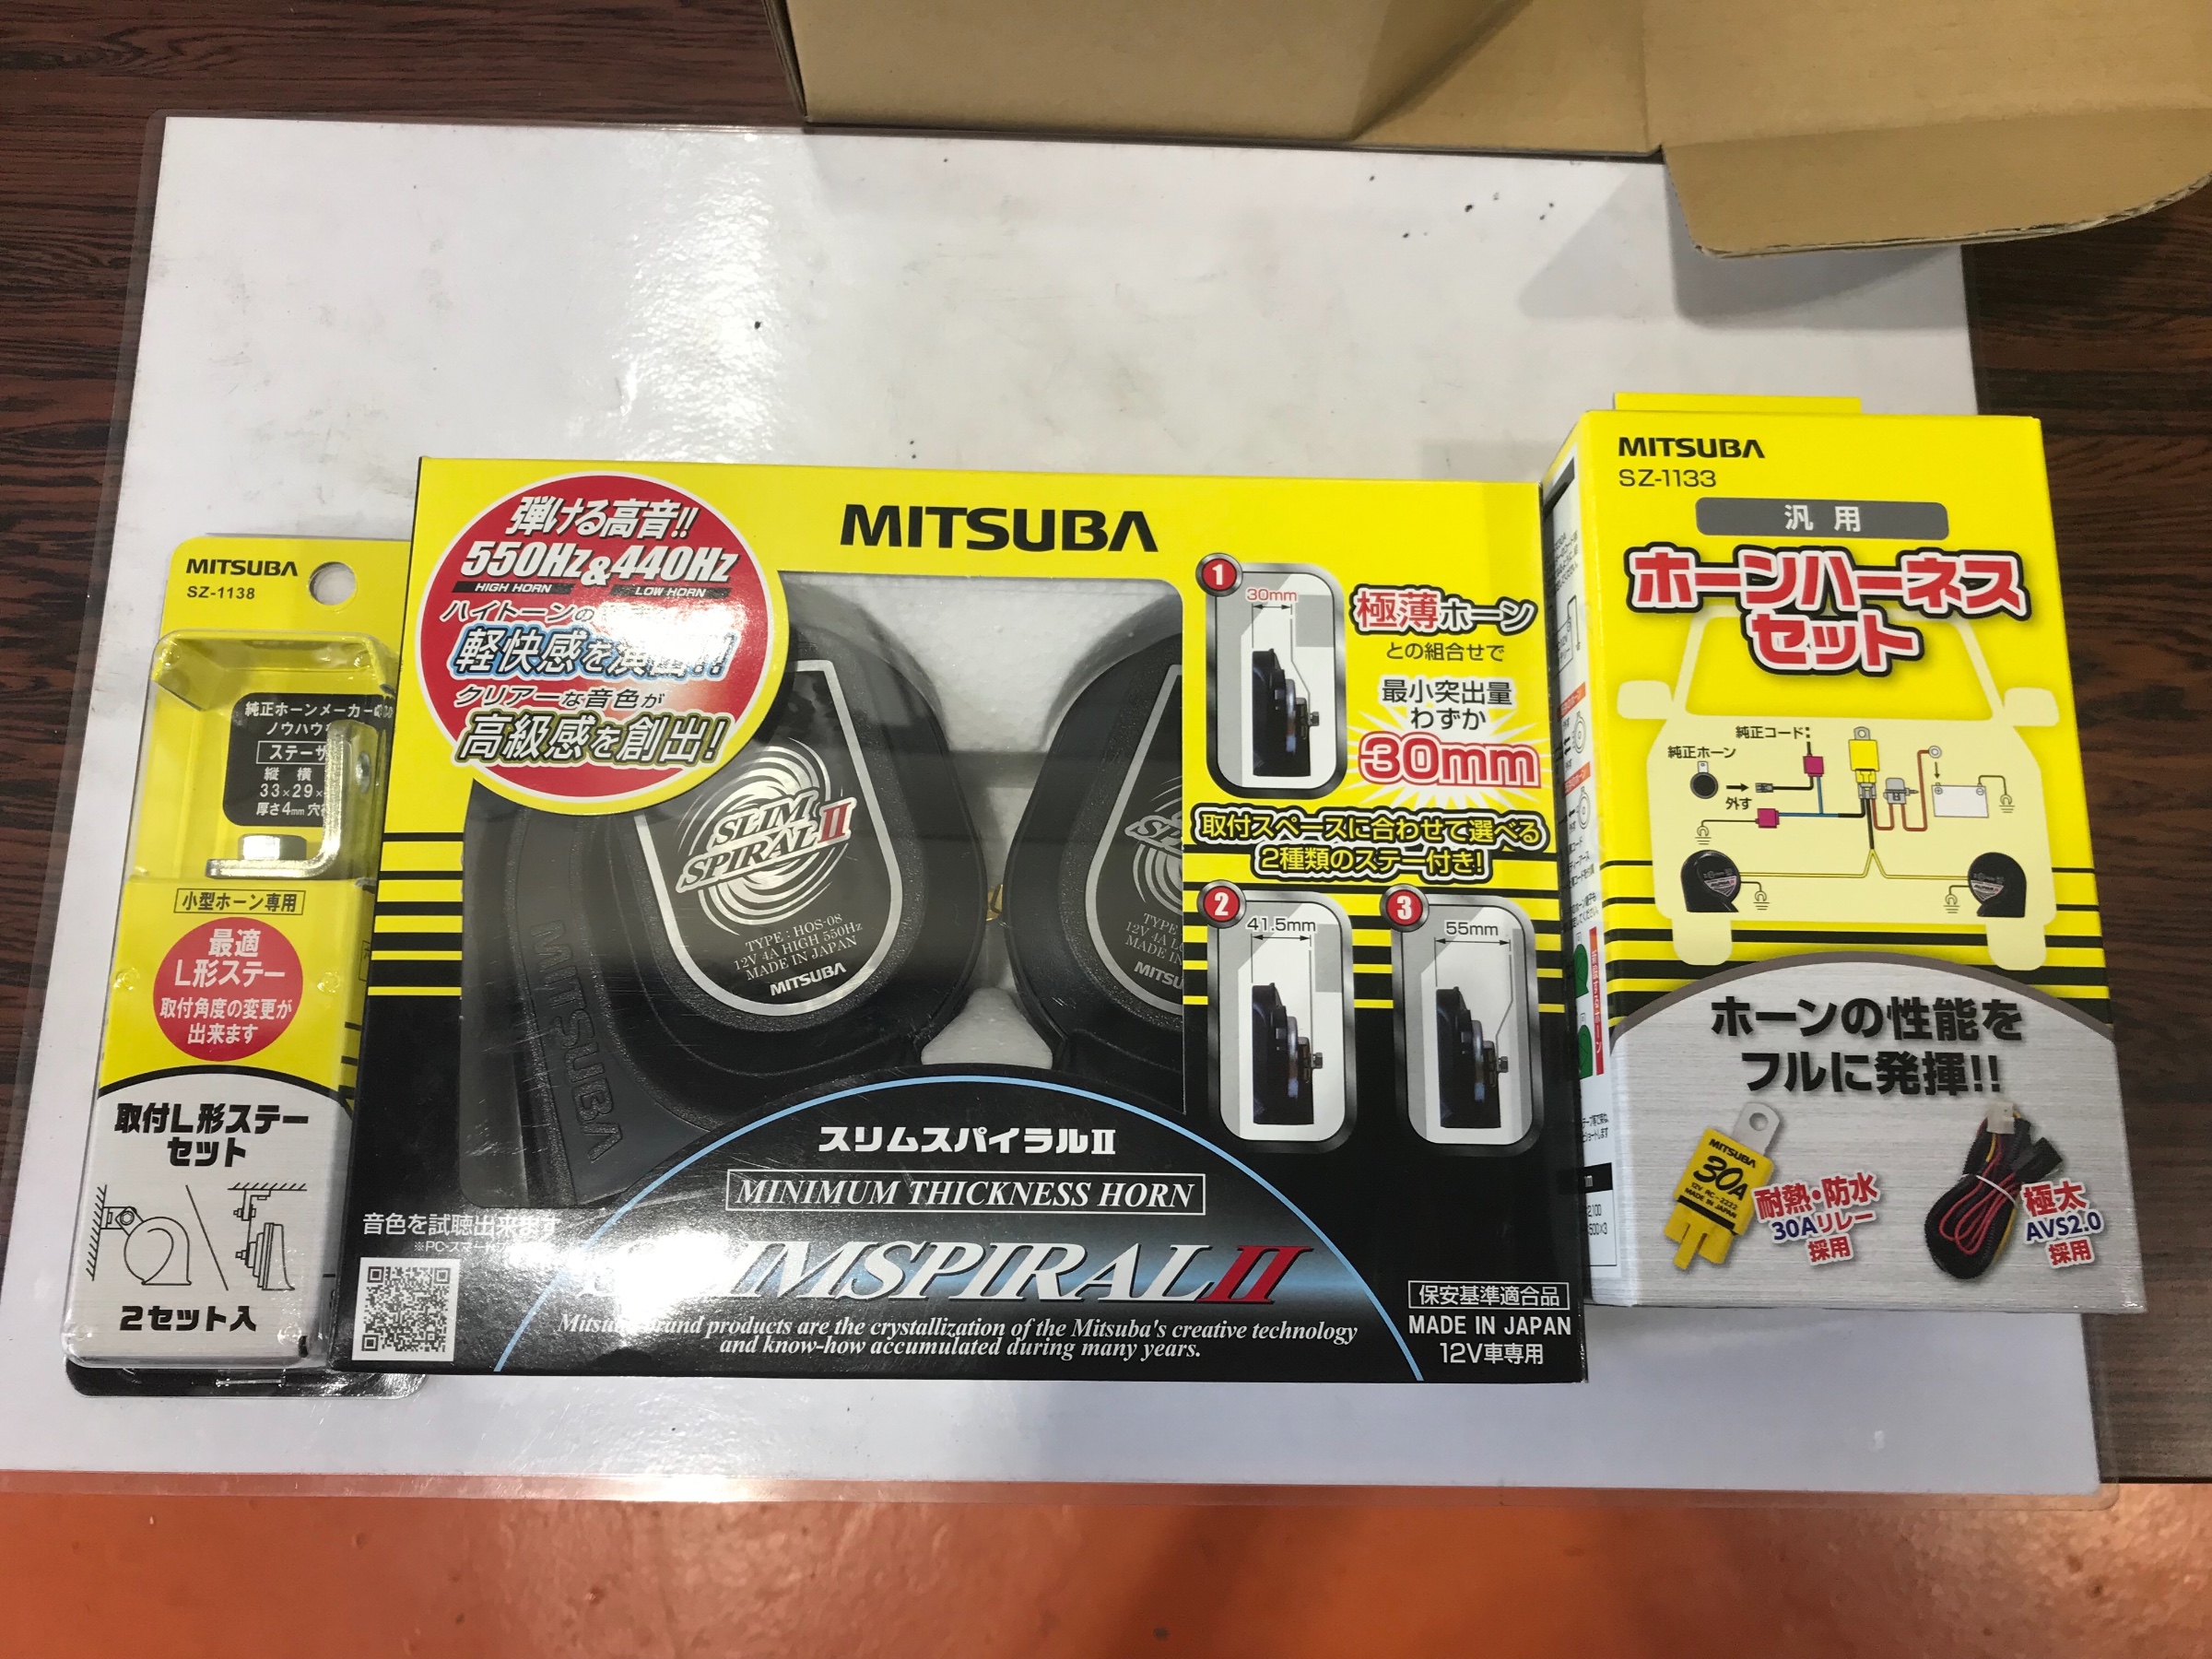 MITSUBA
SZ-1138
純正ホーンメーカー
ノウハウ
ステー
縦 横
33×29×
厚さ4mm
小型ホーン専用
最適
L形ステー
取付角度の変更が
出来ます
取付L形ステー
セット
2セット入
弾ける高音!!
550Hz&440Hz
HIGH HORN LOW HORN
ハイトーンの
軽快感を演出!!
クリアーな音色が
高級感を創出!
MITSUBA
SLIM
SPIRAL II
TYPE : HOS-08
12V 4A HIGH 550Hz
MADE IN JAPAN
MITSUBA
MITSUBA
TYPE
12V 4A
MADE IN
1
30mm
極薄ホーン
との組合せで
最小突出量
わずか
30mm
取付スペースに合わせて選べる
2種類のステー付き!
2
41.5mm
3
55mm
スリムスパイラルII
MINIMUM THICKNESS HORN
SLIMSPIRAL II
Mitsuba brand products are the crystallization of the Mitsuba's creative technology
and know-how accumulated during many years.
音色を試聴出来ます
保安基準適合品
MADE IN JAPAN
12V車専用
MITSUBA
SZ-1133
汎用
ホーンハーネス
セット
純正コード
純正ホーン
外す
ホーンの性能を
フルに発揮!!
MITSUBA
30A
12V RC-2222
MADE IN JAPAN
耐熱・防水
30Aリレー
採用
極太
AVS2.0
採用